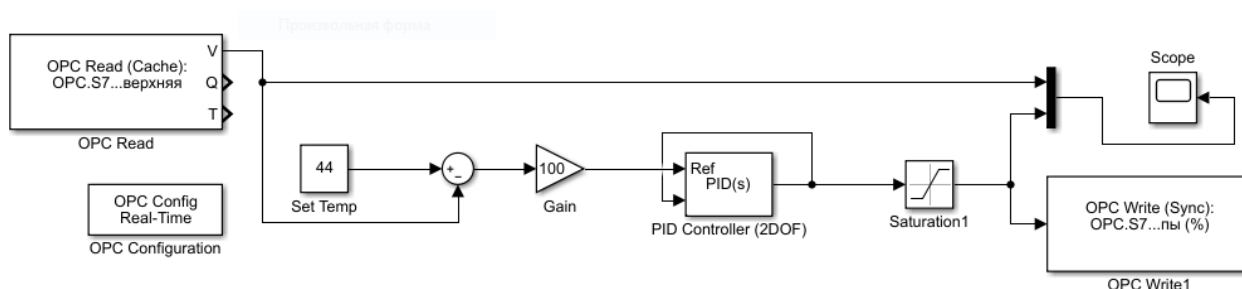 Произвольная форма
V
OPC Read (Cache):
OPC.S7...верхняя
Q
T
OPC Read
Scope
44
Set Temp
+
−
100
Gain
Ref
PID(s)
PID Controller (2DOF)
Saturation1
OPC Config
Real-Time
OPC Configuration
OPC Write (Sync):
OPC.S7...пы (%)
OPC Write1